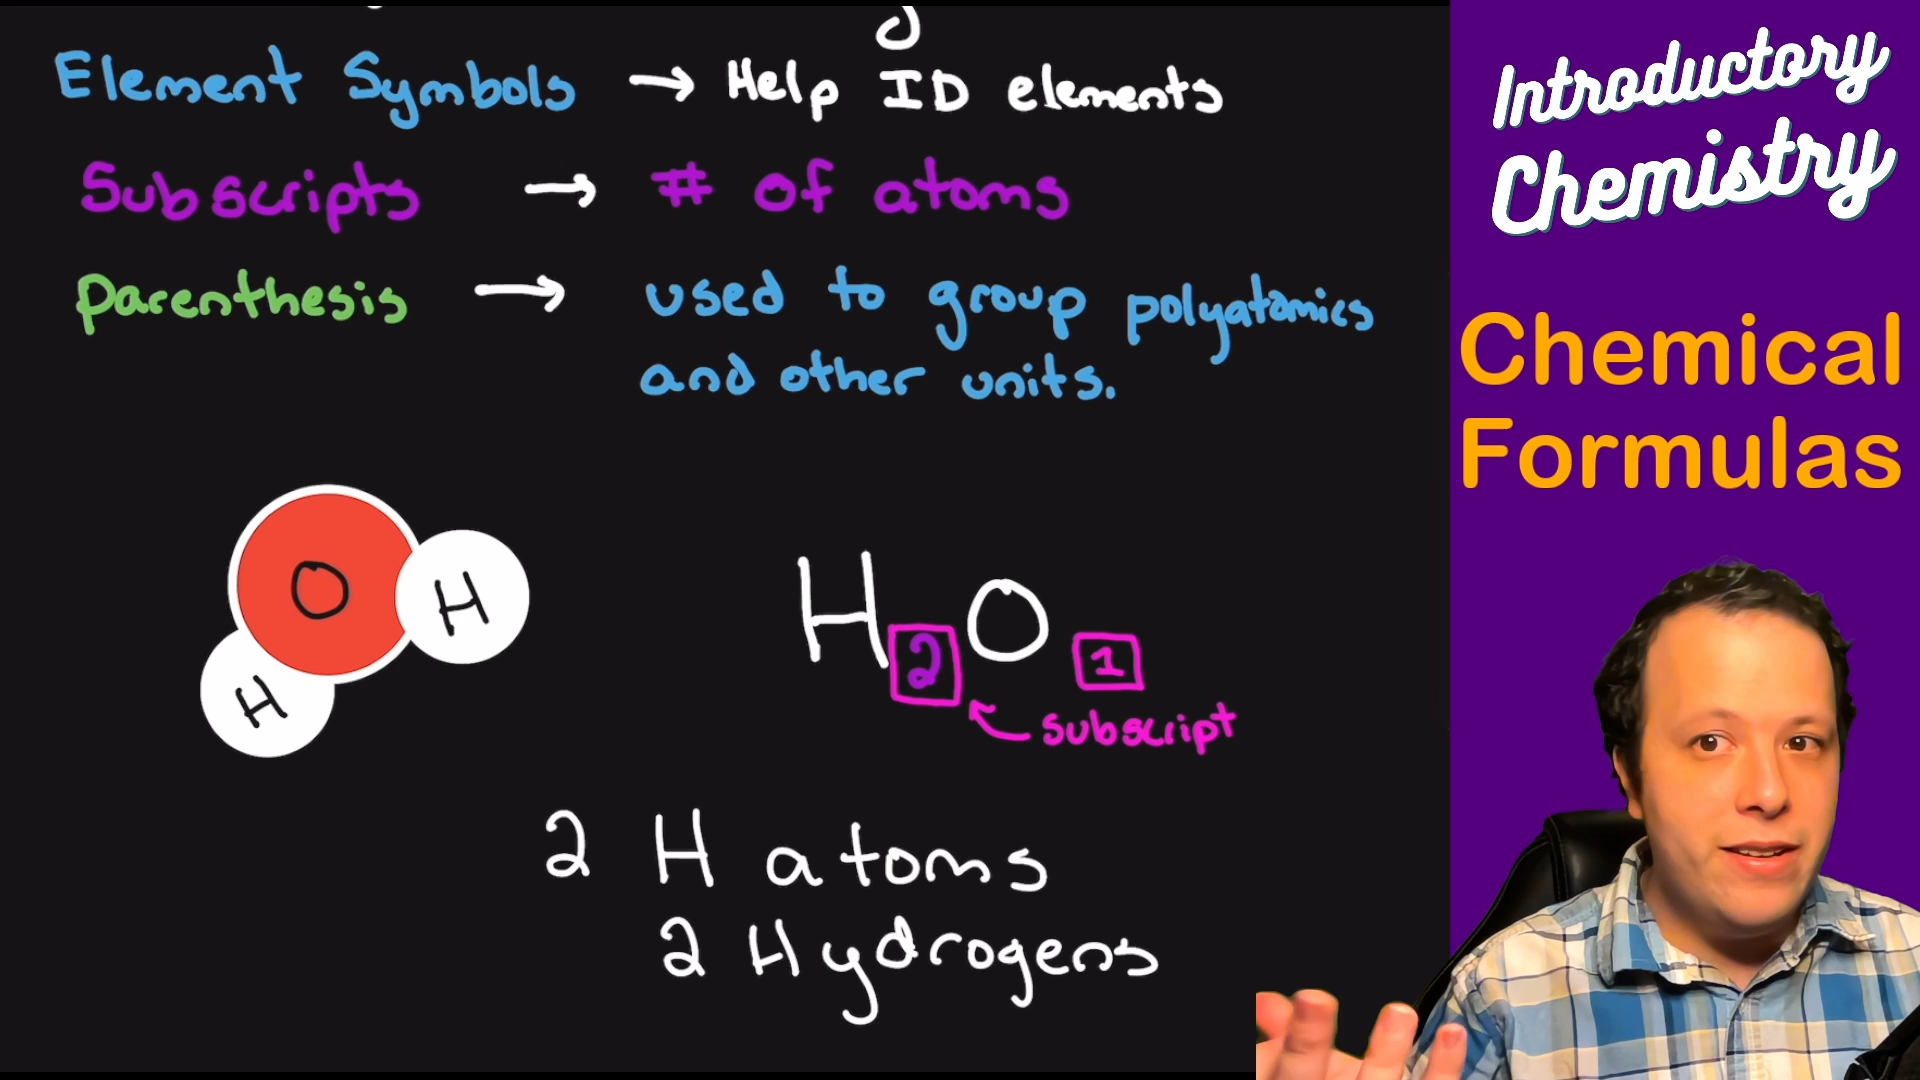 Element Symbols → Help ID elements
Subscripts → # of atoms
Parenthesis → used to group polyatomics
and other units.
O
H
H
H2O1
subscript
2 H atoms
2 Hydrogens
Introductory
Chemistry
Chemical
Formulas